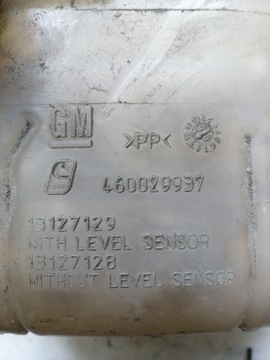 GM
>PP<
460029937
13127129
WITH LEVEL SENSOR
13127128
WITHOUT LEVEL SENSOR